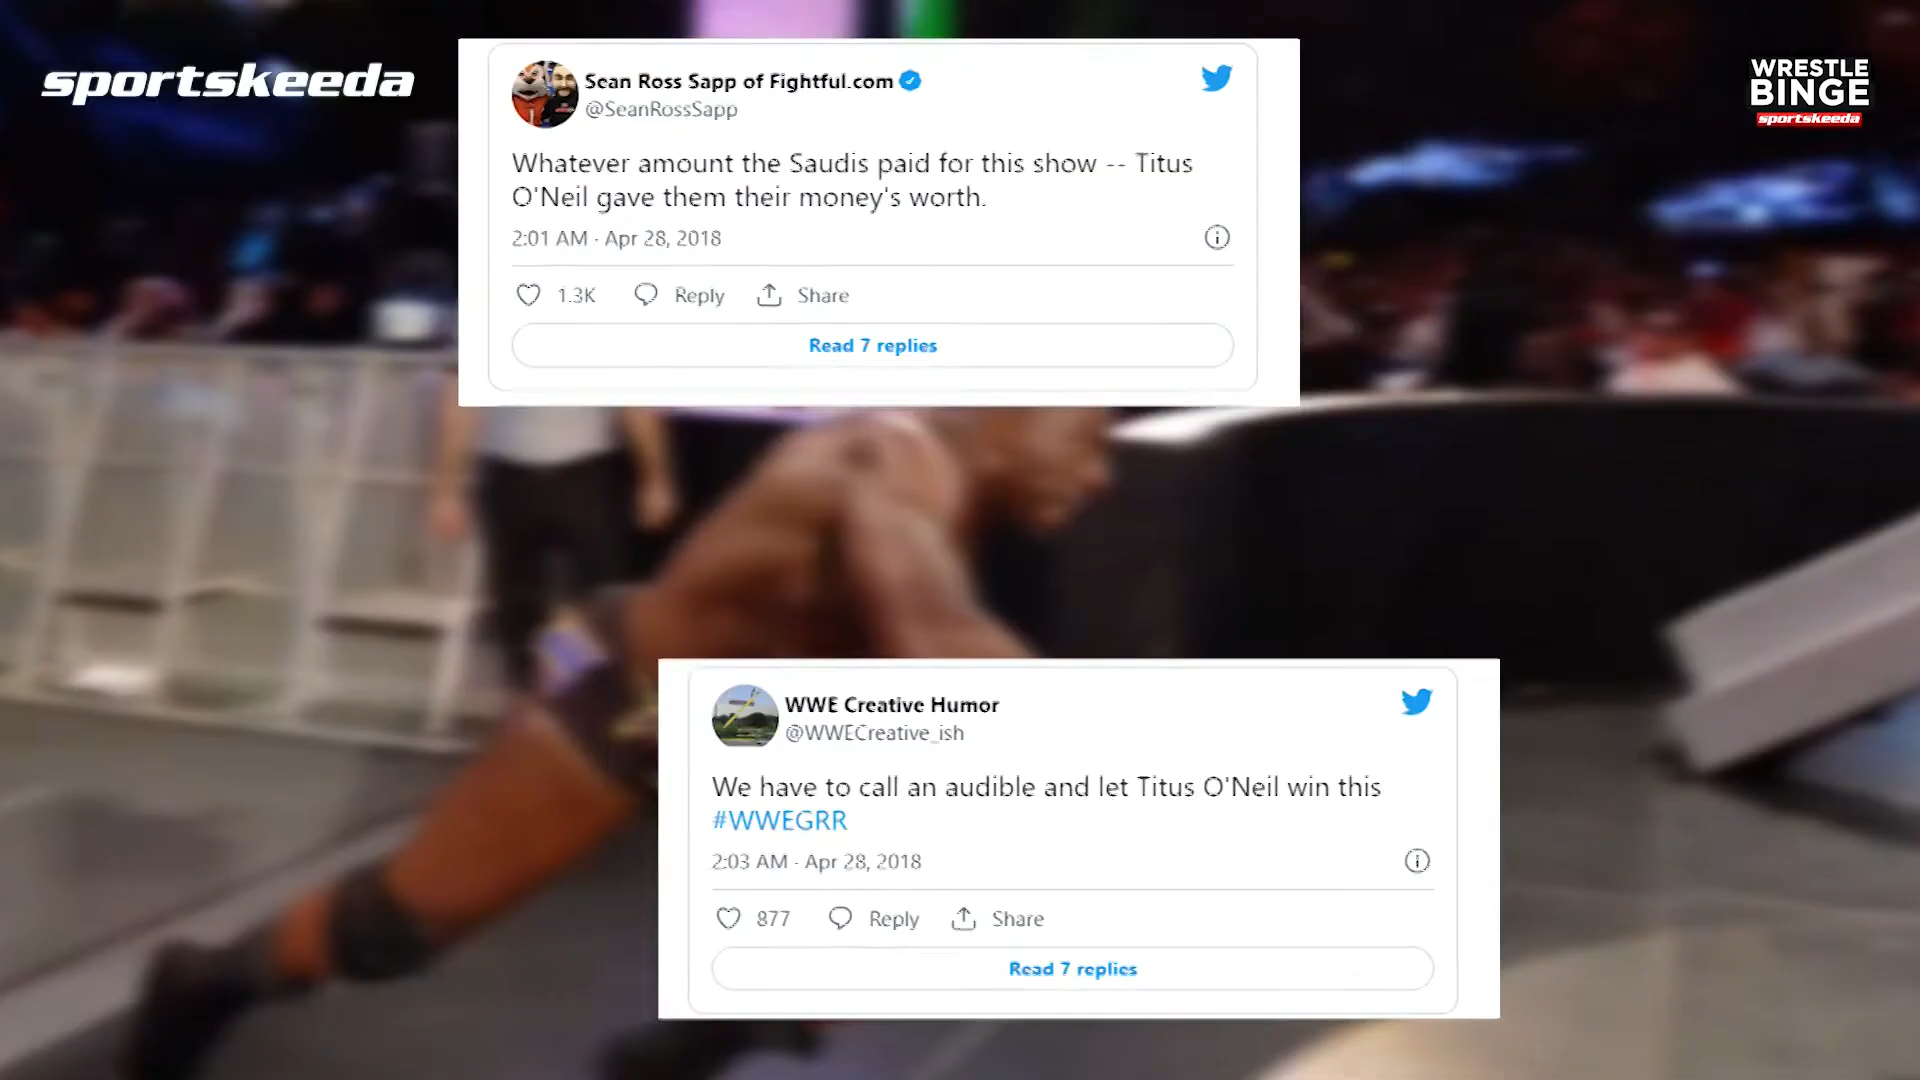 sportskeeda
WRESTLE
BINGE
sportskeeda
Sean Ross Sapp of Fightful.com
@SeanRossSapp
Whatever amount the Saudis paid for this show -- Titus
O'Neil gave them their money's worth.
2:01 AM · Apr 28, 2018
1.3K Reply Share
Read 7 replies
WWE Creative Humor
@WWECreative_ish
We have to call an audible and let Titus O'Neil win this
#WWEGRR
2:03 AM · Apr 28, 2018
877 Reply Share
Read 7 replies